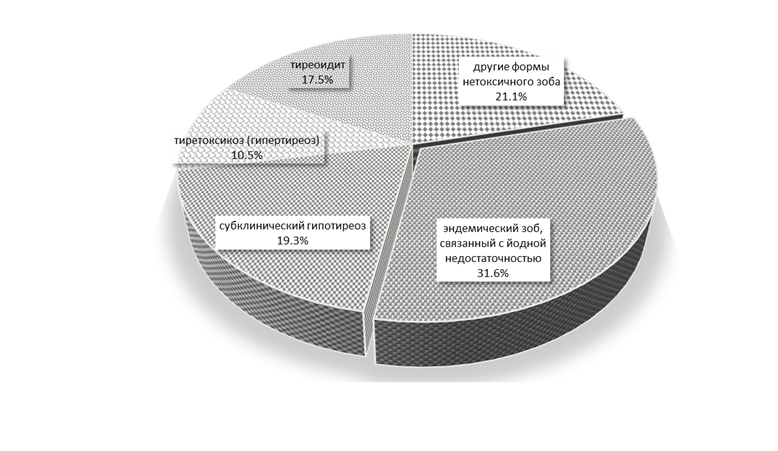 тиреоидит
17.5%
другие формы
нетоксичного зоба
21.1%
тиретоксикоз (гипертиреоз)
10.5%
субклинический гипотиреоз
19.3%
эндемический зоб,
связанный с йодной
недостаточностью
31.6%